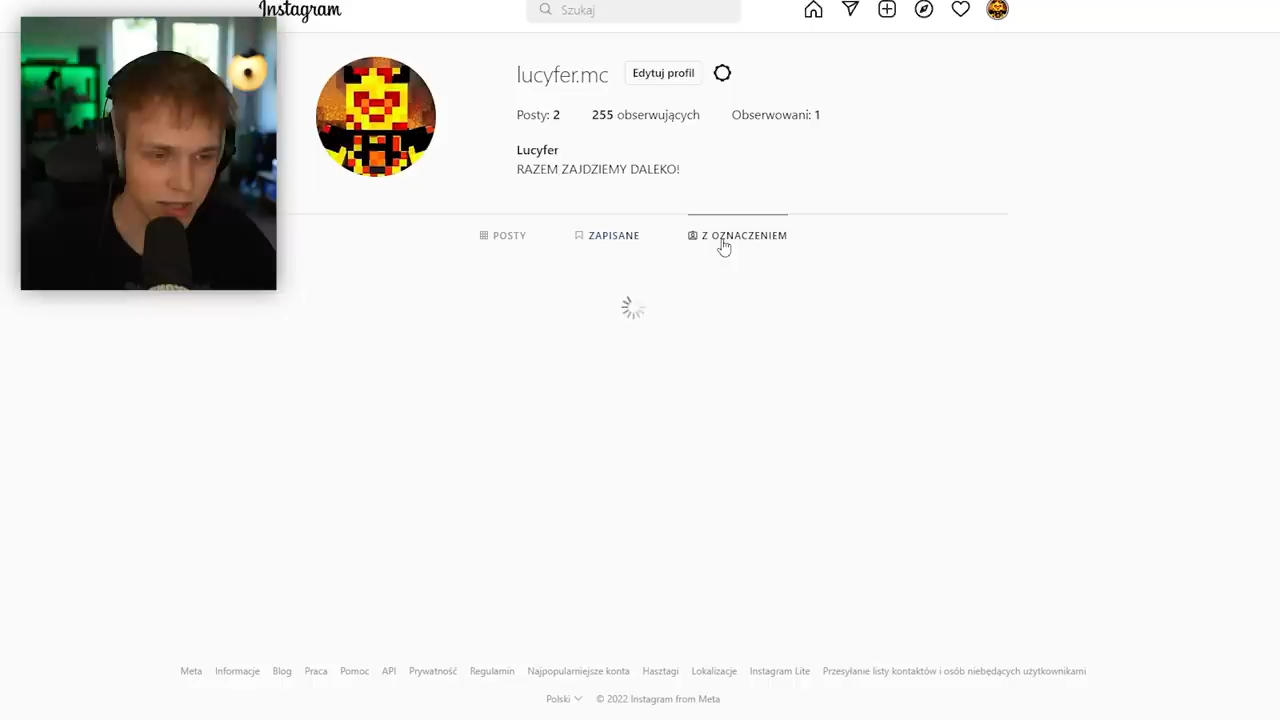 Instagram
Szukaj
lucyfer.mc
Edytuj profil
Posty: 2
255 obserwujących
Obserwowani: 1
Lucyfer
RAZEM ZAJDZIEMY DALEKO!
POSTY
ZAPISANE
Z OZNACZENIEM
Meta
Informacje
Blog
Praca
Pomoc
API
Prywatność
Regulamin
Najpopularniejsze konta
Hasztagi
Lokalizacje
Instagram Lite
Przesyłanie listy kontaktów i osób niebędących użytkownikami
Polski
© 2022 Instagram from Meta